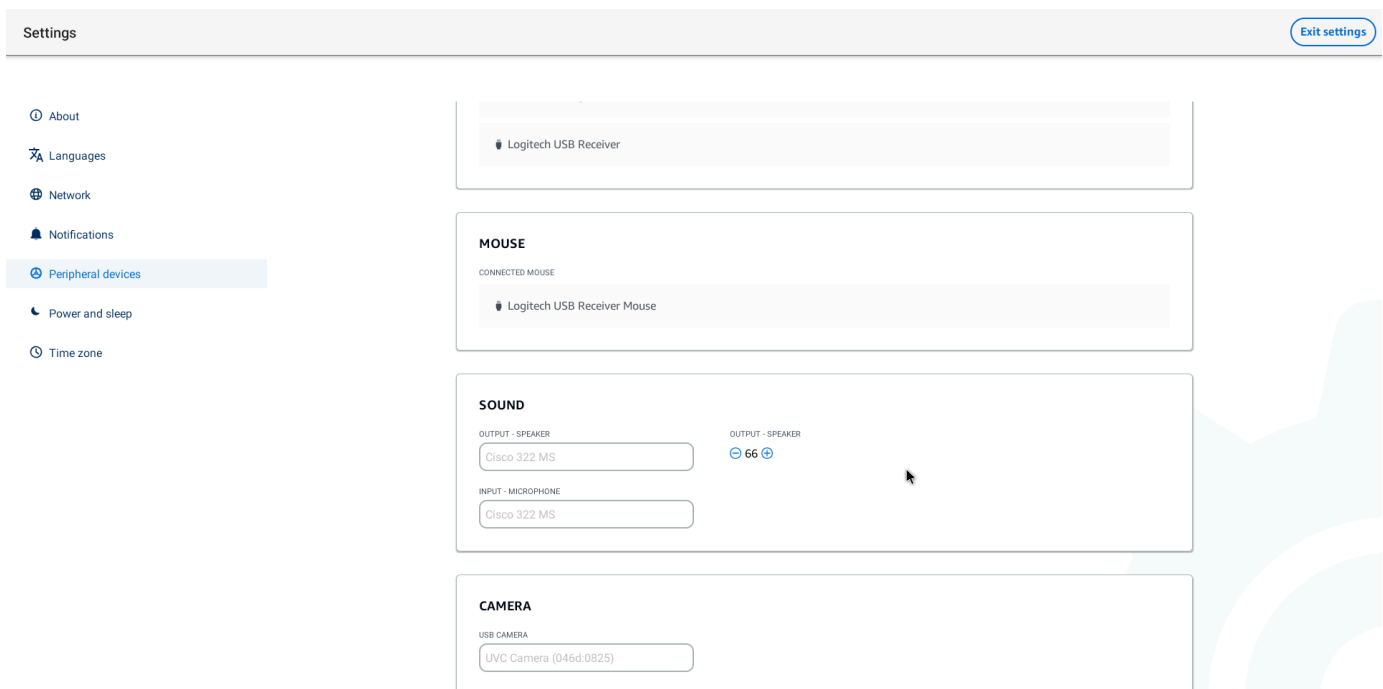 Settings
Exit settings
About
Languages
Network
Notifications
Peripheral devices
Power and sleep
Time zone
Logitech USB Receiver
MOUSE
CONNECTED MOUSE
Logitech USB Receiver Mouse
SOUND
OUTPUT - SPEAKER
OUTPUT - SPEAKER
Cisco 322 MS
66
INPUT - MICROPHONE
Cisco 322 MS
CAMERA
USB CAMERA
UVC Camera (046d:0825)